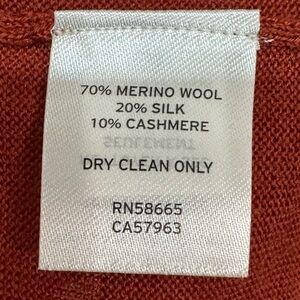 70% MERINO WOOL
20% SILK
10% CASHMERE
DRY CLEAN ONLY
RN58665
CA57963